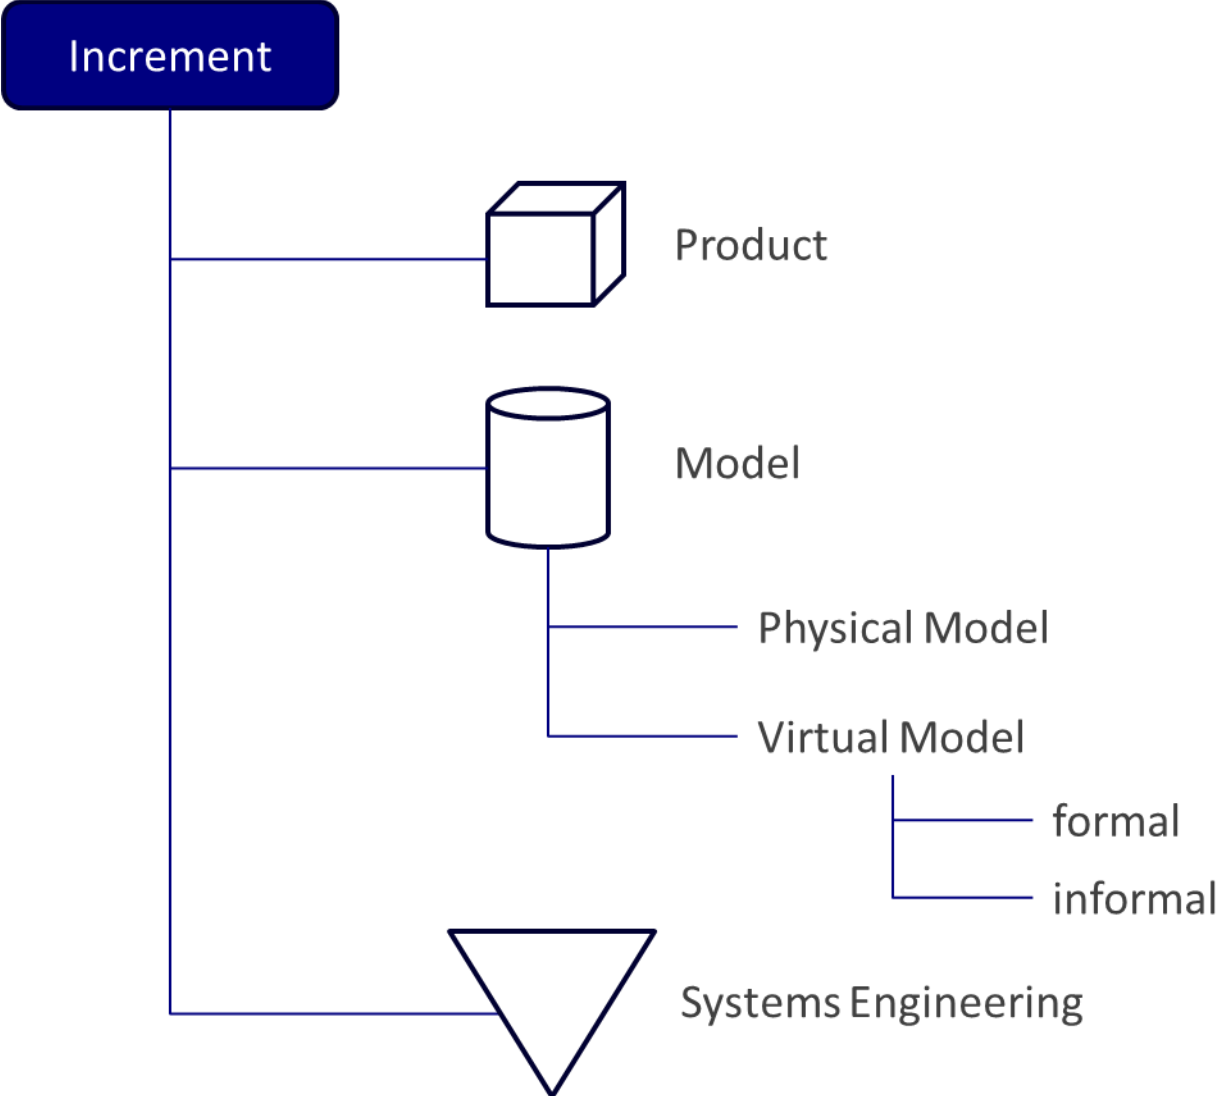 Increment
Product
Model
Physical Model
Virtual Model
formal
informal
Systems Engineering